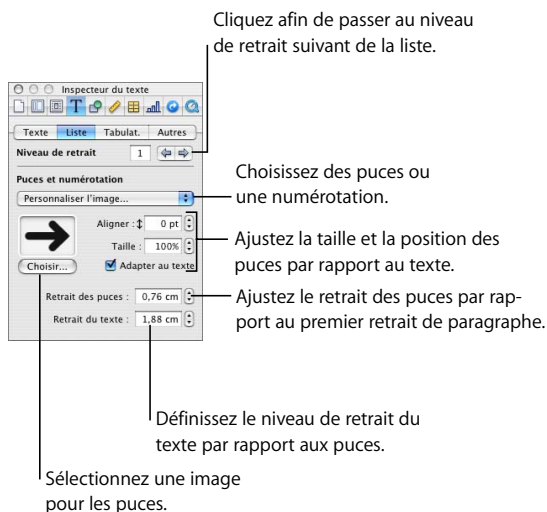 Cliquez afin de passer au niveau
de retrait suivant de la liste.
Inspecteur du texte
T
Texte
Liste
Tabulat.
Autres
Niveau de retrait
1
Puces et numérotation
Personnaliser l'image...
Choisissez des puces ou
une numérotation.
Aligner :
0 pt
Taille :
100%
Choisir...
Adapter au texte
Ajustez la taille et la position des
puces par rapport au texte.
Retrait des puces :
0,76 cm
Ajustez le retrait des puces par rap-
port au premier retrait de paragraphe.
Retrait du texte :
1,88 cm
Définissez le niveau de retrait du
texte par rapport aux puces.
Sélectionnez une image
pour les puces.